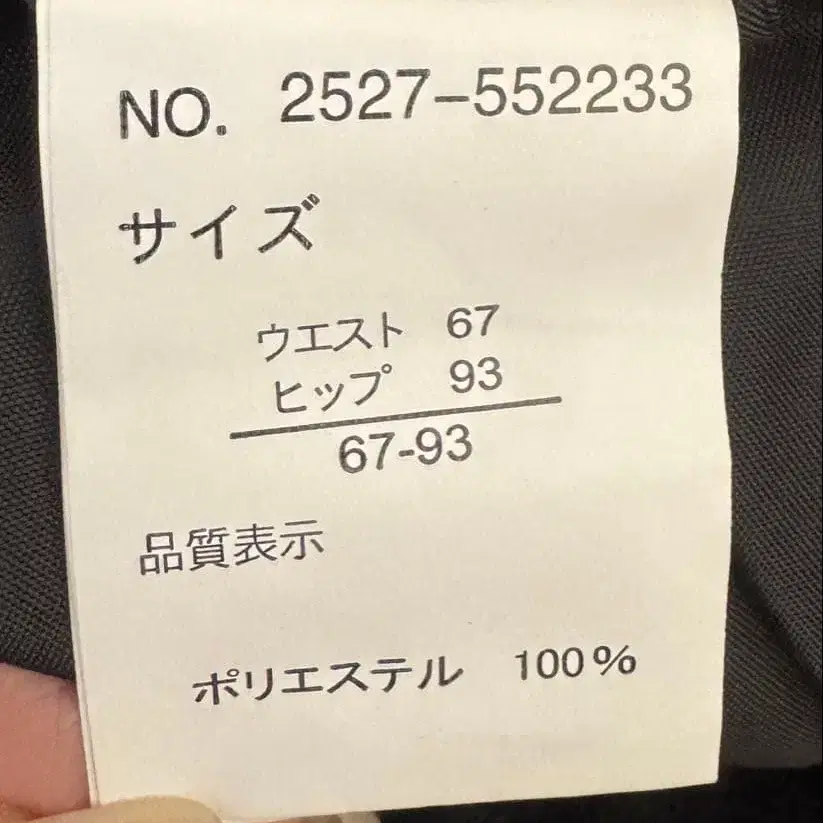 NO. 2527-552233
サイズ
ウエスト 67
ヒップ 93
67-93
品質表示
ポリエステル 100%